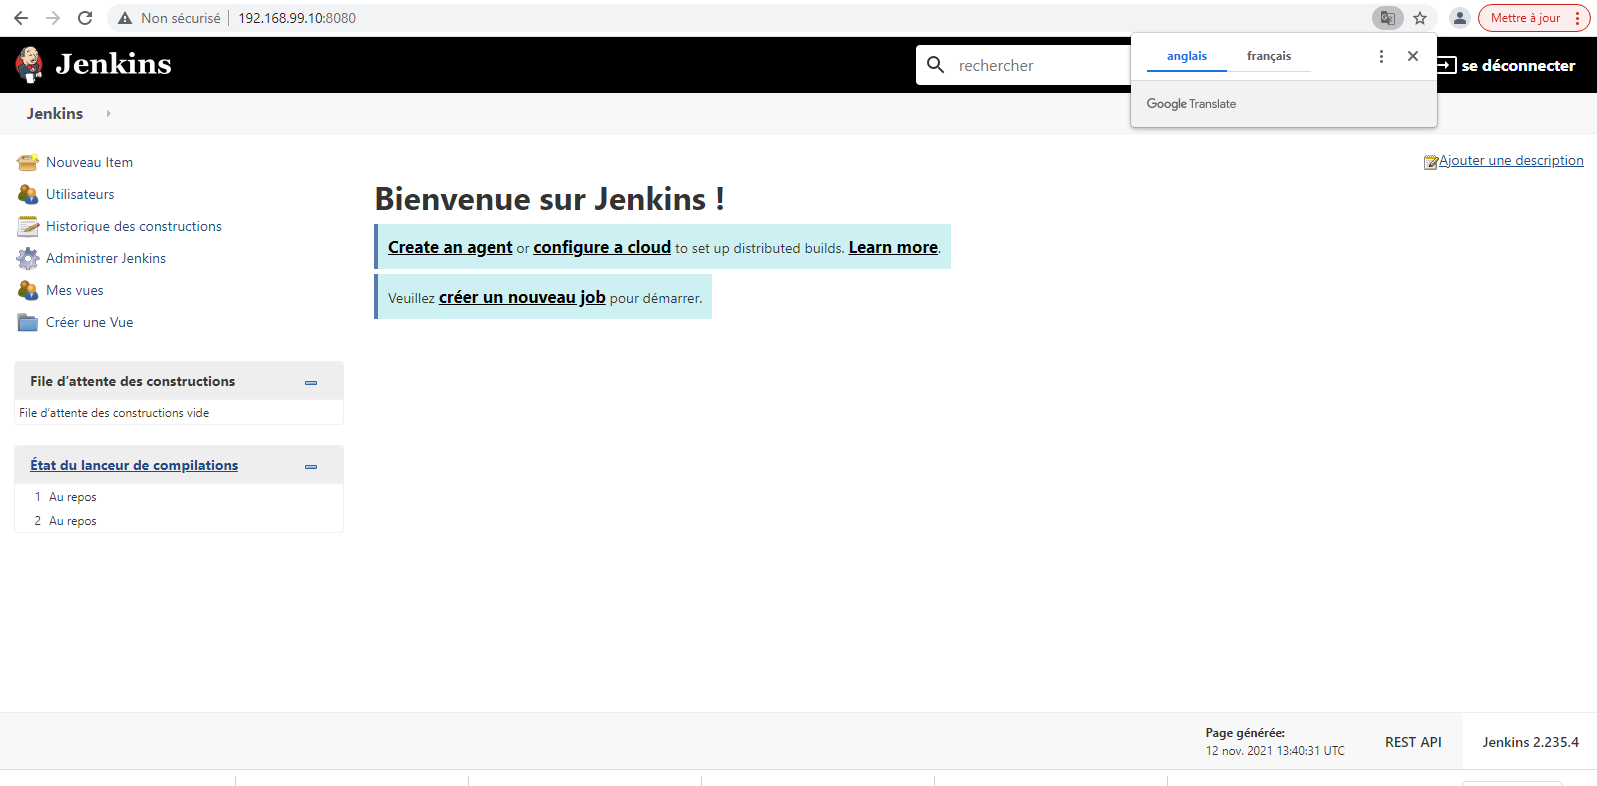 Non sécurisé
192.168.99.10:8080
Mettre à jour
Jenkins
rechercher
anglais
français
se déconnecter
Google Translate
Jenkins
Nouveau Item
Utilisateurs
Historique des constructions
Administrer Jenkins
Mes vues
Créer une Vue
Ajouter une description
Bienvenue sur Jenkins !
Create an agent or configure a cloud to set up distributed builds. Learn more.
Veuillez créer un nouveau job pour démarrer.
File d’attente des constructions
File d’attente des constructions vide
État du lanceur de compilations
1 Au repos
2 Au repos
Page générée:
12 nov. 2021 13:40:31 UTC
REST API
Jenkins 2.235.4